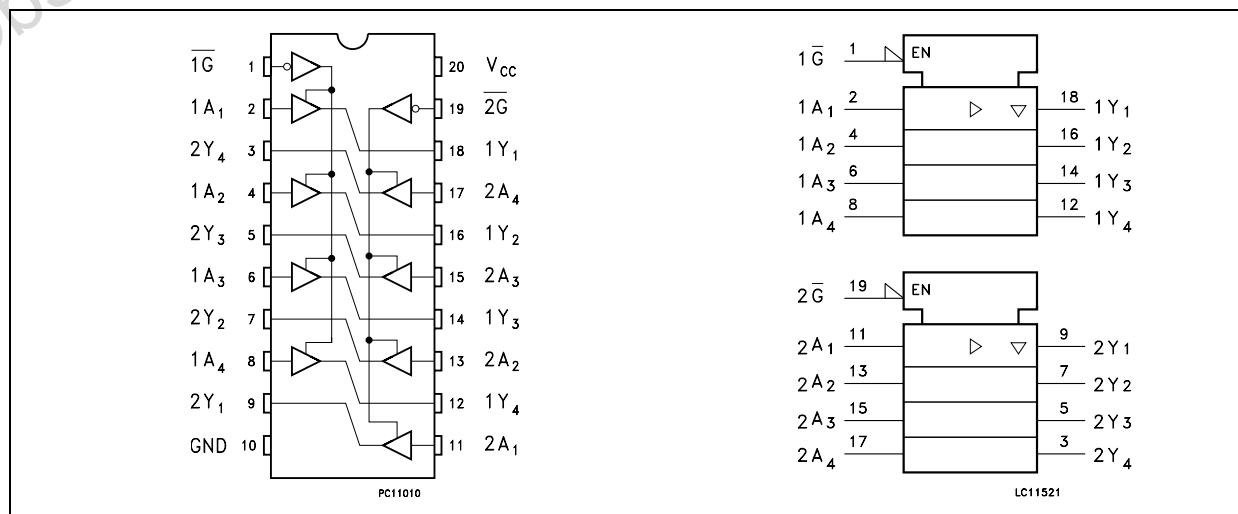 1G̅ 1 20 VCC
1A1 2 19 2G̅
2Y4 3 18 1Y1
1A2 4 17 2A4
2Y3 5 16 1Y2
1A3 6 15 2A3
2Y2 7 14 1Y3
1A4 8 13 2A2
2Y1 9 12 1Y4
GND 10 11 2A1
PC11010
1G̅ 1 EN
1A1 2 18 1Y1
1A2 4 16 1Y2
1A3 6 14 1Y3
1A4 8 12 1Y4
2G̅ 19 EN
2A1 11 9 2Y1
2A2 13 7 2Y2
2A3 15 5 2Y3
2A4 17 3 2Y4
LC11521